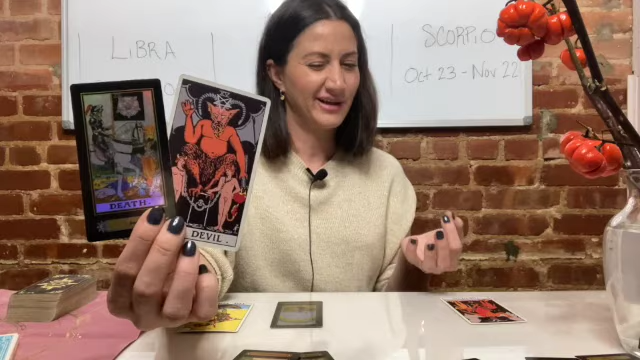 LIBRA
SCORPIO
Oct 23 - Nov 22
DEATH.
DEVIL.